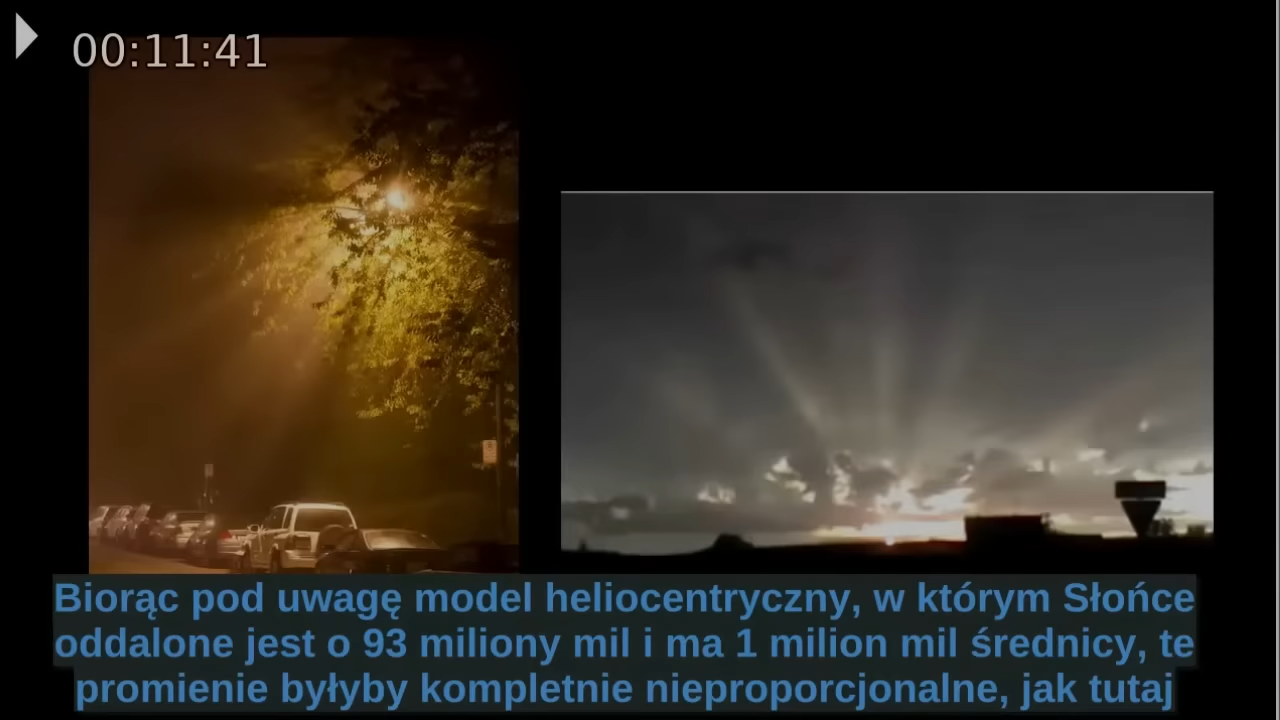 00:11:41
Biorąc pod uwagę model heliocentryczny, w którym Słońce
oddalone jest o 93 miliony mil i ma 1 milion mil średnicy, te
promienie byłyby kompletnie nieproporcjonalne, jak tutaj